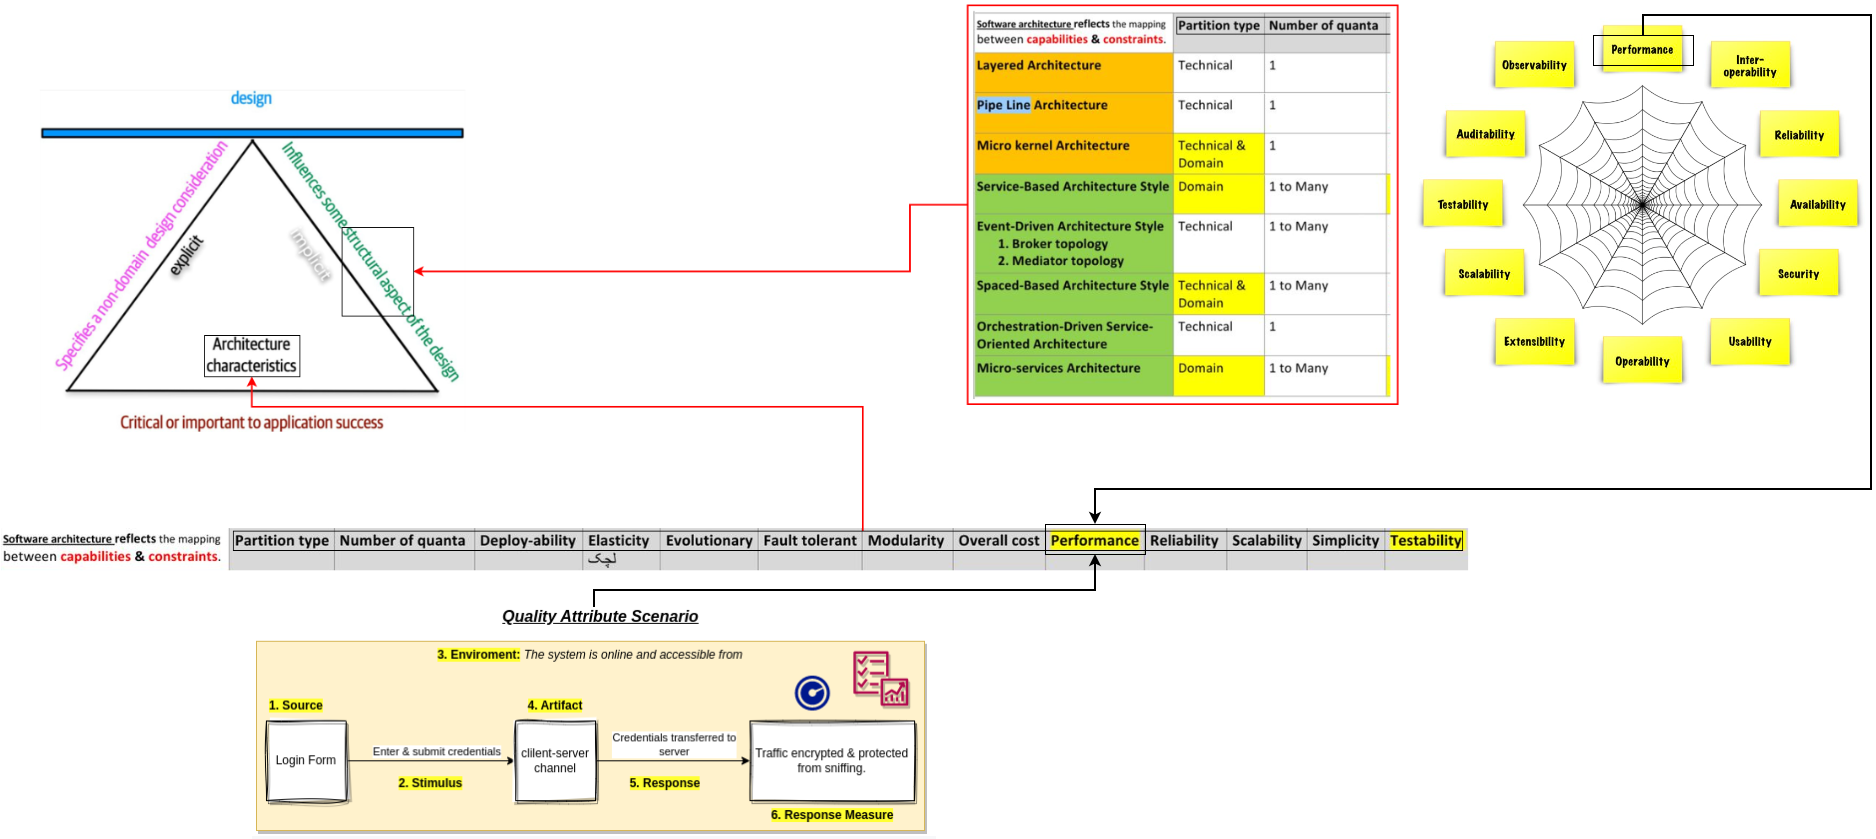 design
Specifies a non-domain design consideration
explicit
implicit
Influences some structural aspect of the design
Architecture
characteristics
Critical or important to application success
Software architecture reflects the mapping
between capabilities & constraints.
Partition type
Number of quanta
Layered Architecture
Technical
1
Pipe Line Architecture
Technical
1
Micro kernel Architecture
Technical &
Domain
1
Service-Based Architecture Style
Domain
1 to Many
Event-Driven Architecture Style
1. Broker topology
2. Mediator topology
Technical
1 to Many
Spaced-Based Architecture Style
Technical &
Domain
1 to Many
Orchestration-Driven Service-
Oriented Architecture
Technical
1
Micro-services Architecture
Domain
1 to Many
Performance
Inter-
operability
Reliability
Availability
Security
Usability
Operability
Extensibility
Scalability
Testability
Auditability
Observability
Software architecture reflects the mapping
between capabilities & constraints.
Partition type
Number of quanta
Deploy-ability
Elasticity
لچک
Evolutionary
Fault tolerant
Modularity
Overall cost
Performance
Reliability
Scalability
Simplicity
Testability
Quality Attribute Scenario
3. Enviroment: The system is online and accessible from
1. Source
Login Form
Enter & submit credentials
2. Stimulus
4. Artifact
clilent-server
channel
Credentials transferred to
server
5. Response
Traffic encrypted & protected
from sniffing.
6. Response Measure